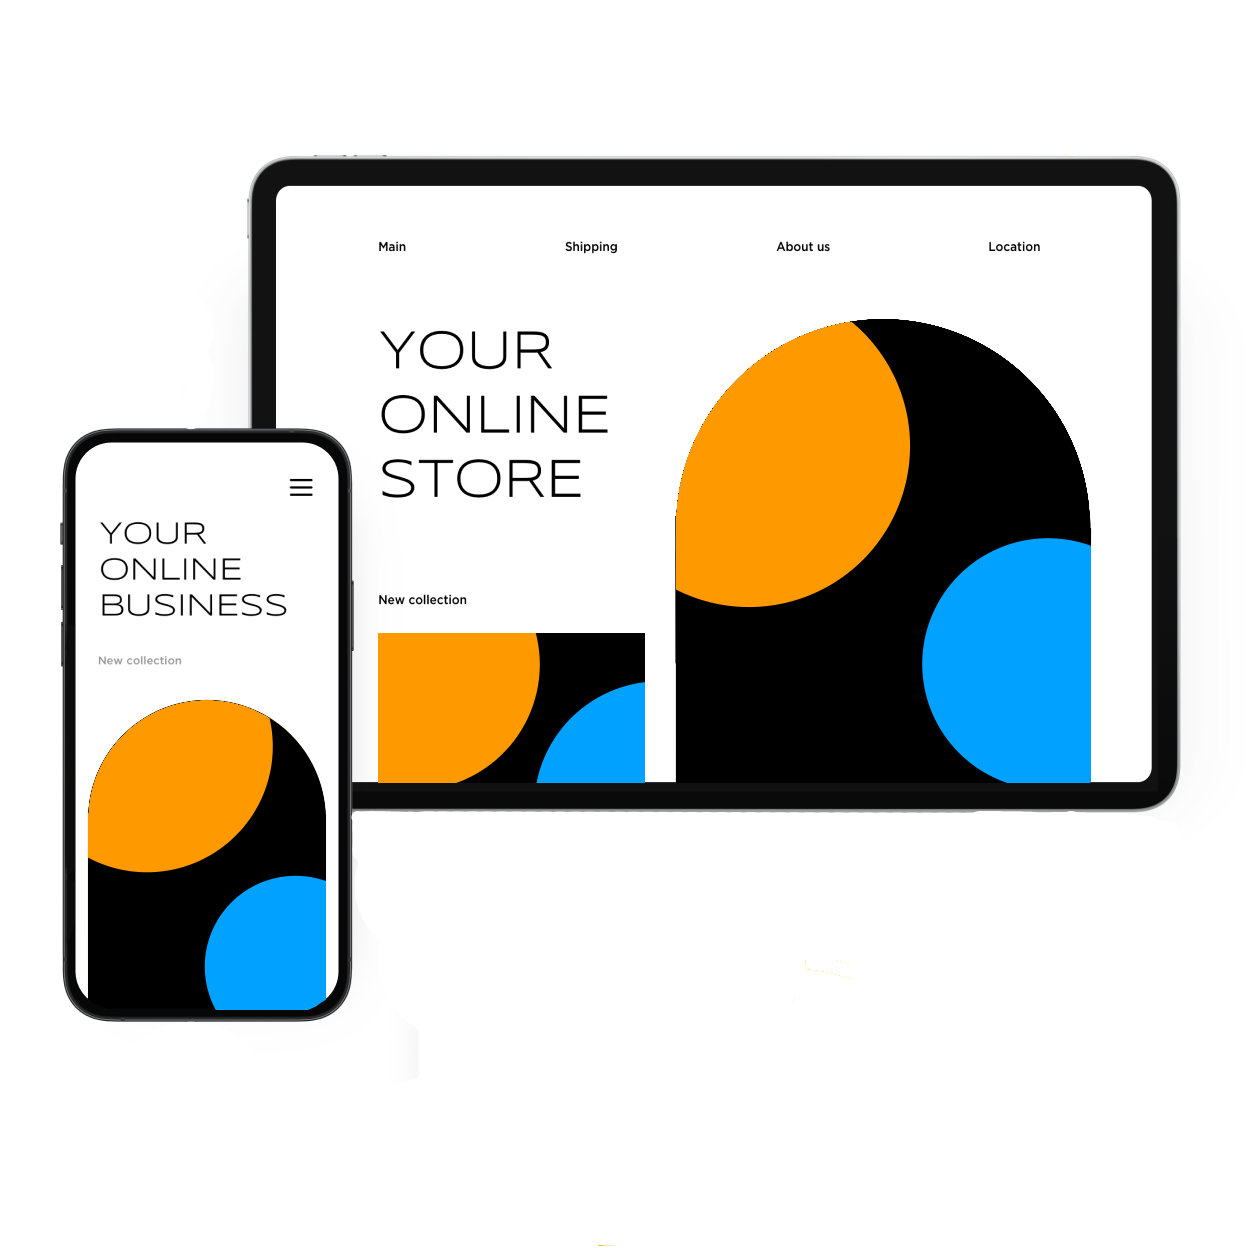 Main
Shipping
About us
Location
YOUR
ONLINE
STORE
New collection
YOUR
ONLINE
BUSINESS
New collection